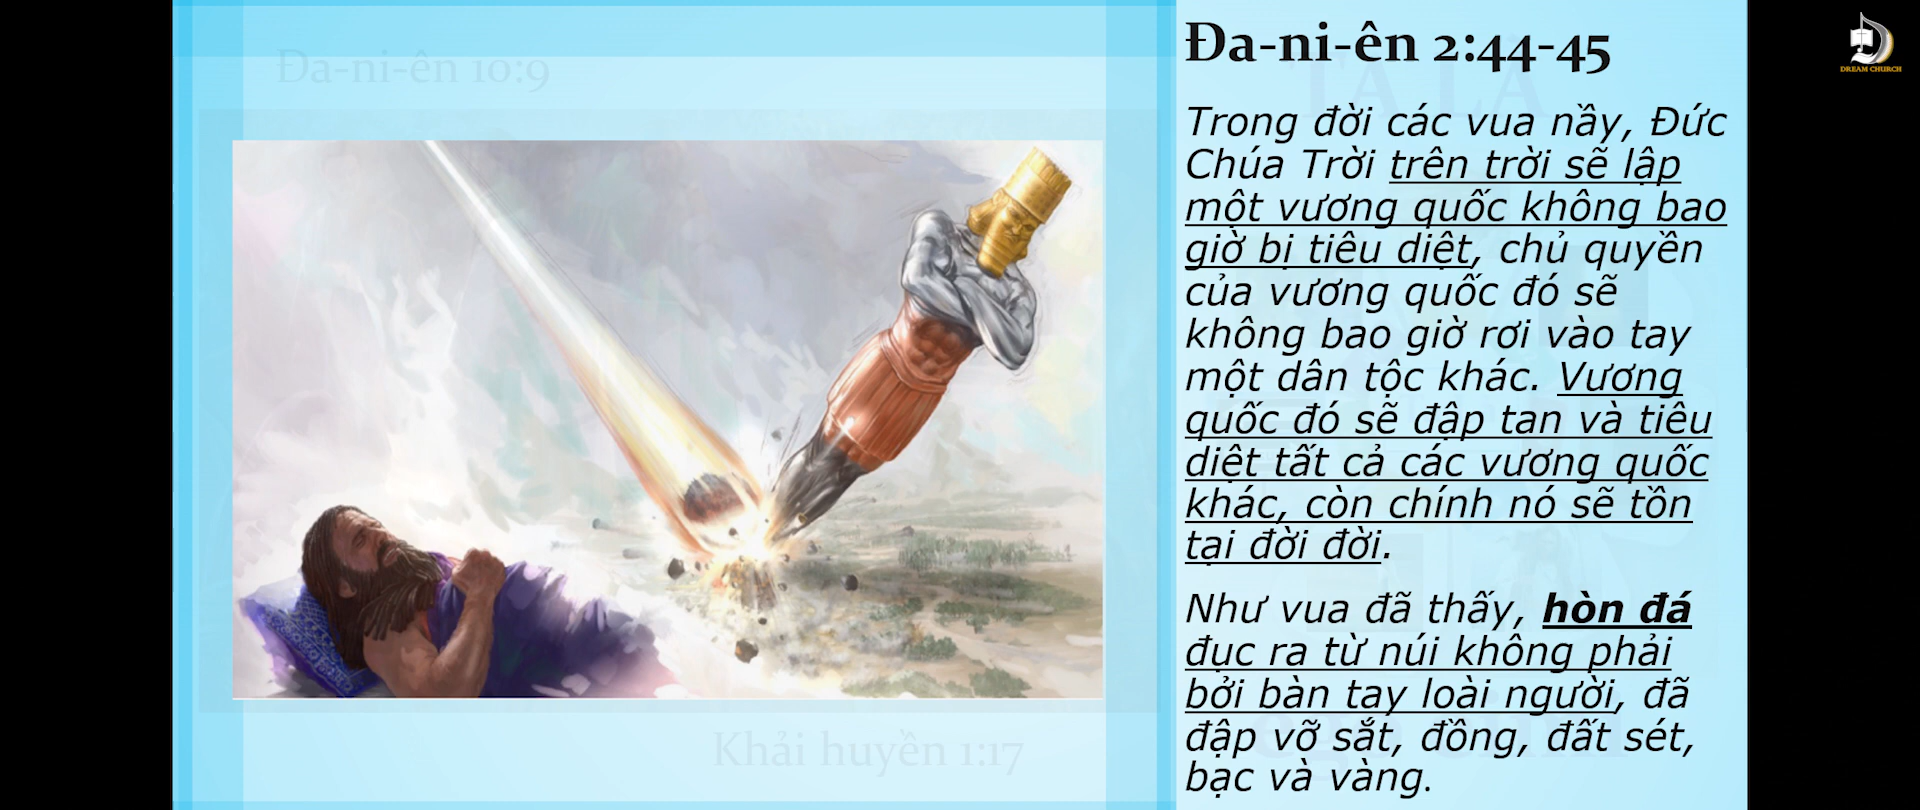 Đa-ni-ên 10:9
Khải huyền 1:17
Đa-ni-ên 2:44-45
Trong đời các vua nầy, Đức
Chúa Trời trên trời sẽ lập
một vương quốc không bao
giờ bị tiêu diệt, chủ quyền
của vương quốc đó sẽ
không bao giờ rơi vào tay
một dân tộc khác. Vương
quốc đó sẽ đập tan và tiêu
diệt tất cả các vương quốc
khác, còn chính nó sẽ tồn
tại đời đời.
Như vua đã thấy, hòn đá
đục ra từ núi không phải
bởi bàn tay loài người, đã
đập vỡ sắt, đồng, đất sét,
bạc và vàng.
DREAM CHURCH